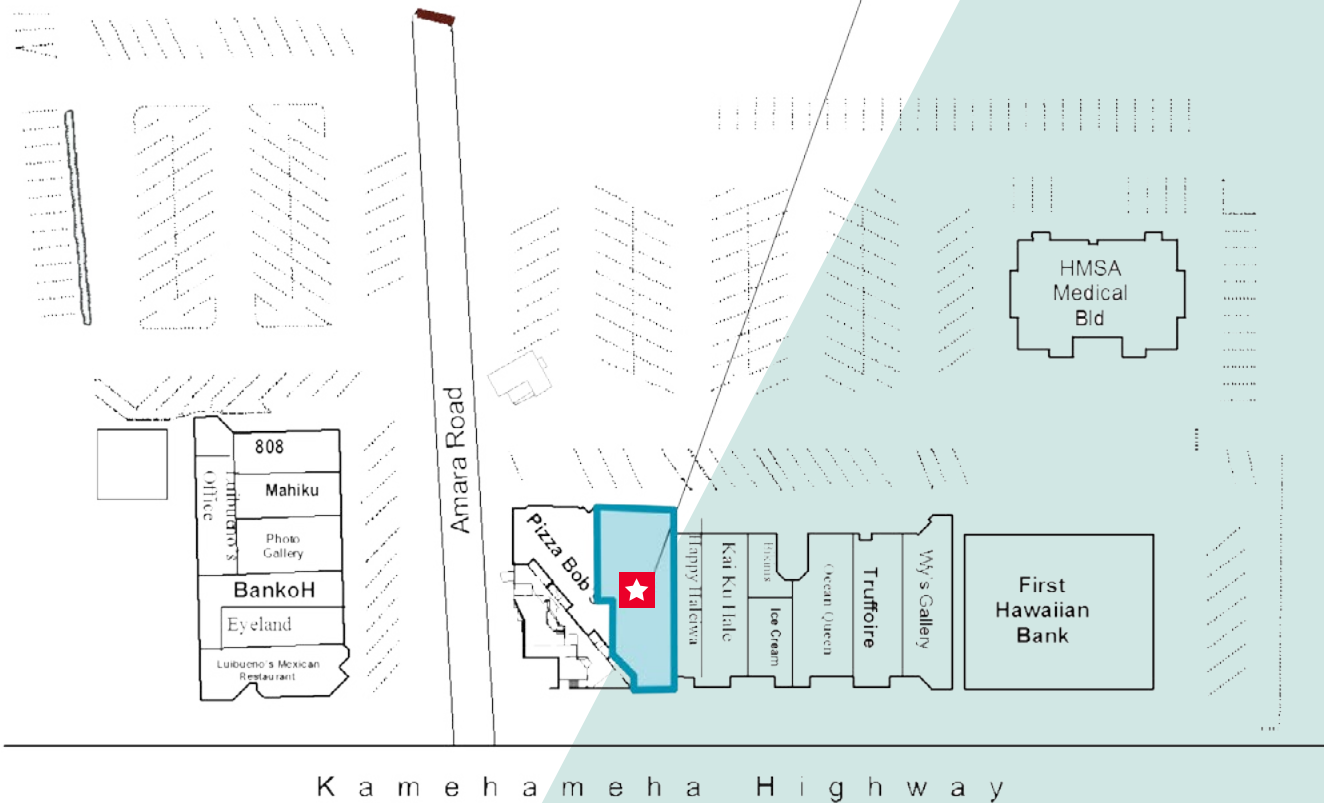 HMSA
Medical
Bld
Amara Road
808
Luibueno's
Office
Mahiku
Photo
Gallery
BankoH
Eyeland
Luibueno's Mexican
Restaurant
Pizza Bob's
Happy Haleiwa
Kai Ku Hale
Ice Cream
Ocean Queen
Truffoire
Wy's Gallery
First
Hawaiian
Bank
Kamehameha Highway